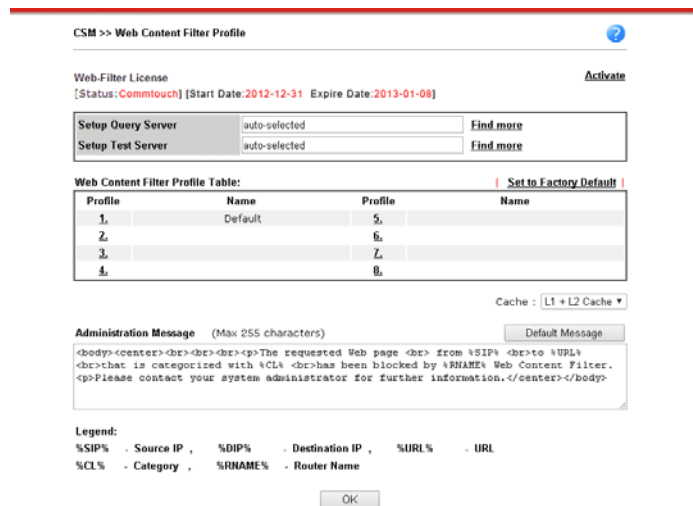 CSM >> Web Content Filter Profile
Web-Filter License
Activate
[Status:Commtouch] [Start Date:2012-12-31 Expire Date:2013-01-08]
Setup Query Server auto-selected Find more
Setup Test Server auto-selected Find more
Web Content Filter Profile Table: | Set to Factory Default |
Profile Name Profile Name
1. Default 5.
2. 6.
3. 7.
4. 8.
Cache : L1 + L2 Cache
Administration Message (Max 255 characters) Default Message
<body><center><br><br><br><p>The requested Web page <br> from %SIP% <br>to %URL%
<br>that is categorized with %CL% <br>has been blocked by %RNAME% Web Content Filter.
<p>Please contact your system administrator for further information.</center></body>
Legend:
%SIP% - Source IP , %DIP% - Destination IP , %URL% - URL
%CL% - Category , %RNAME% - Router Name
OK